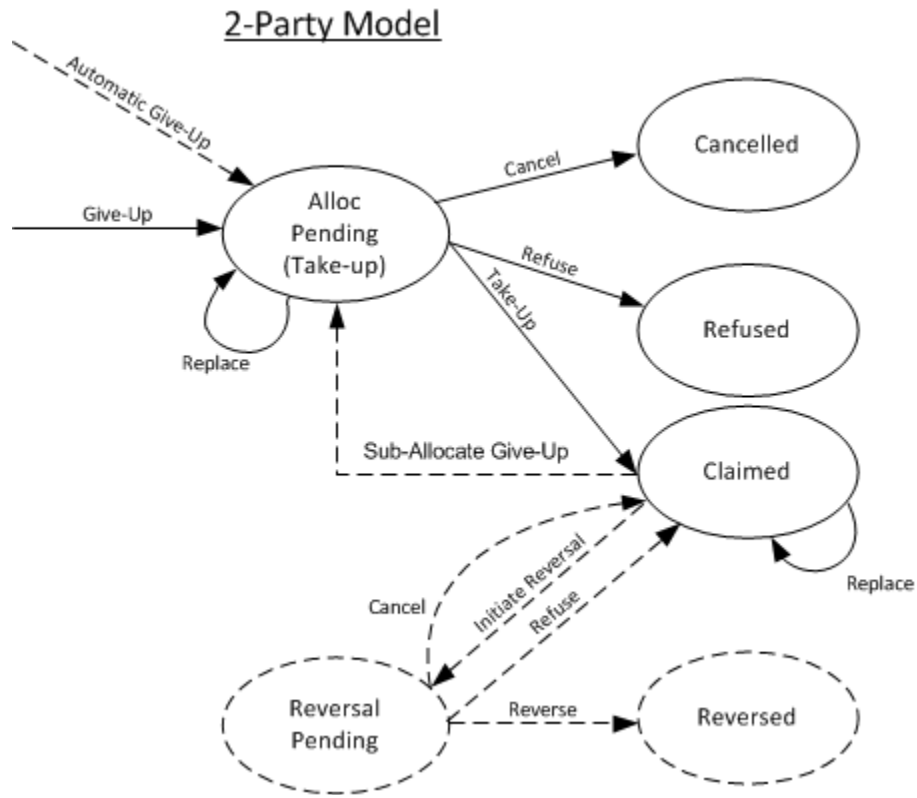 2-Party Model
Automatic Give-Up
Give-Up
Alloc
Pending
(Take-up)
Replace
Cancel
Cancelled
Refuse
Refused
Take-Up
Sub-Allocate Give-Up
Claimed
Replace
Cancel
Initiate Reversal
Refuse
Reversal
Pending
Reverse
Reversed